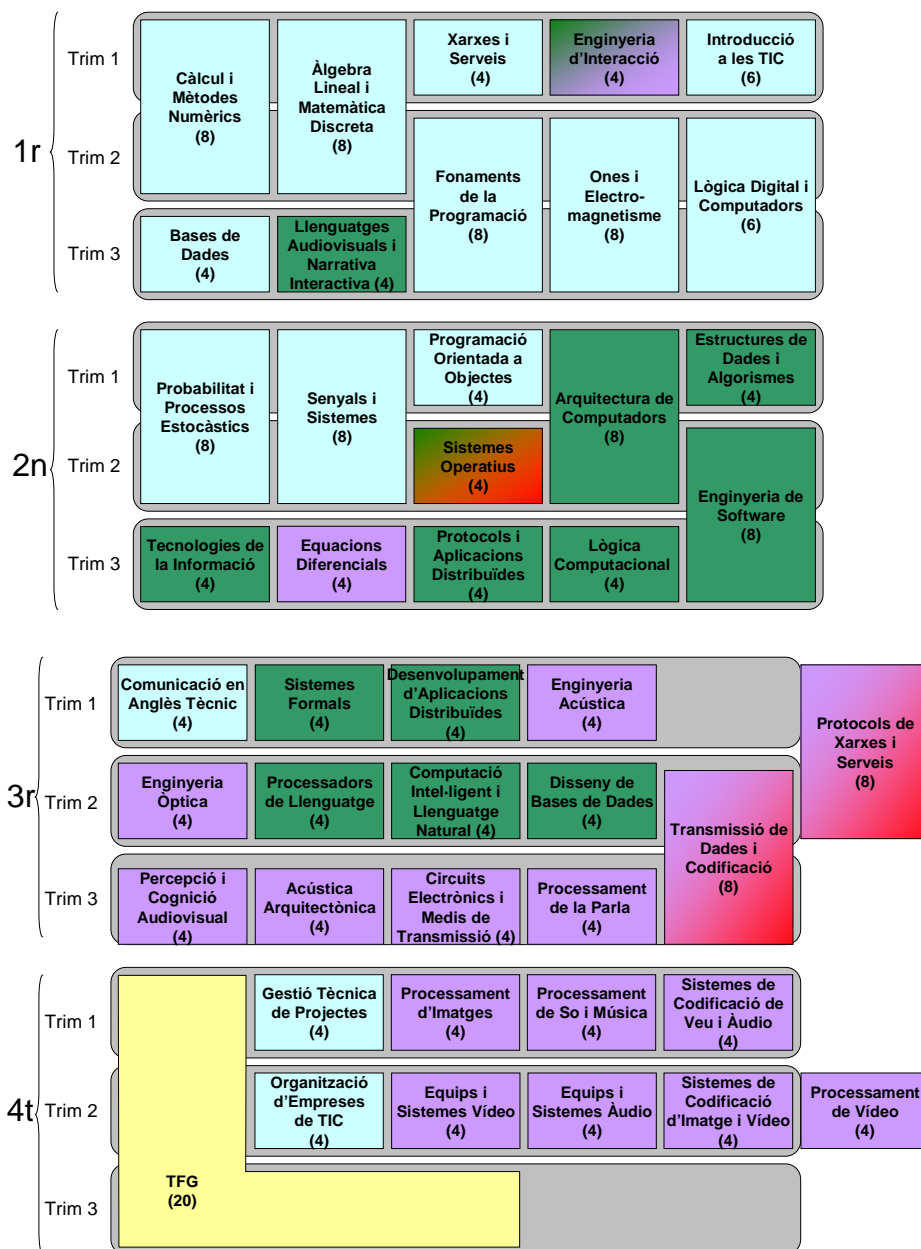 1r
Trim 1
Càlcul i
Mètodes
Numèrics
(8)
Àlgebra
Lineal i
Matemàtica
Discreta
(8)
Xarxes i
Serveis
(4)
Enginyeria
d'Interacció
(4)
Introducció
a les TIC
(6)
Trim 2
Fonaments
de la
Programació
(8)
Ones i
Electro-
magnetisme
(8)
Lògica Digital i
Computadors
(6)
Trim 3
Bases de
Dades
(4)
Llenguatges
Audiovisuals i
Narrativa
Interactiva (4)
2n
Trim 1
Probabilitat i
Processos
Estocàstics
(8)
Senyals i
Sistemes
(8)
Programació
Orientada a
Objectes
(4)
Arquitectura de
Computadors
(8)
Estructures de
Dades i
Algorismes
(4)
Trim 2
Sistemes
Operatius
(4)
Enginyeria de
Software
(8)
Trim 3
Tecnologies de
la Informació
(4)
Equacions
Diferencials
(4)
Protocols i
Aplicacions
Distribuïdes
(4)
Lògica
Computacional
(4)
3r
Trim 1
Comunicació en
Anglès Tècnic
(4)
Sistemes
Formals
(4)
Desenvolupament
d'Aplicacions
Distribuïdes
(4)
Enginyeria
Acústica
(4)
Protocols de
Xarxes i
Serveis
(8)
Trim 2
Enginyeria
Òptica
(4)
Processadors
de Llenguatge
(4)
Computació
Intel-ligent i
Llenguatge
Natural (4)
Disseny de
Bases de Dades
(4)
Transmissió de
Dades i
Codificació
(8)
Trim 3
Percepció i
Cognició
Audiovisual
(4)
Acústica
Arquitectònica
(4)
Circuits
Electrònics i
Medis de
Transmissió (4)
Processament
de la Parla
(4)
4t
Trim 1
Gestió Tècnica
de Projectes
(4)
Processament
d'Imatges
(4)
Processament
de So i Música
(4)
Sistemes de
Codificació de
Veu i Àudio
(4)
Trim 2
Organització
d'Empreses
de TIC
(4)
Equips i
Sistemes Vídeo
(4)
Equips i
Sistemes Àudio
(4)
Sistemes de
Codificació
d'Imatge i Vídeo
(4)
Processament
de Vídeo
(4)
Trim 3
TFG
(20)